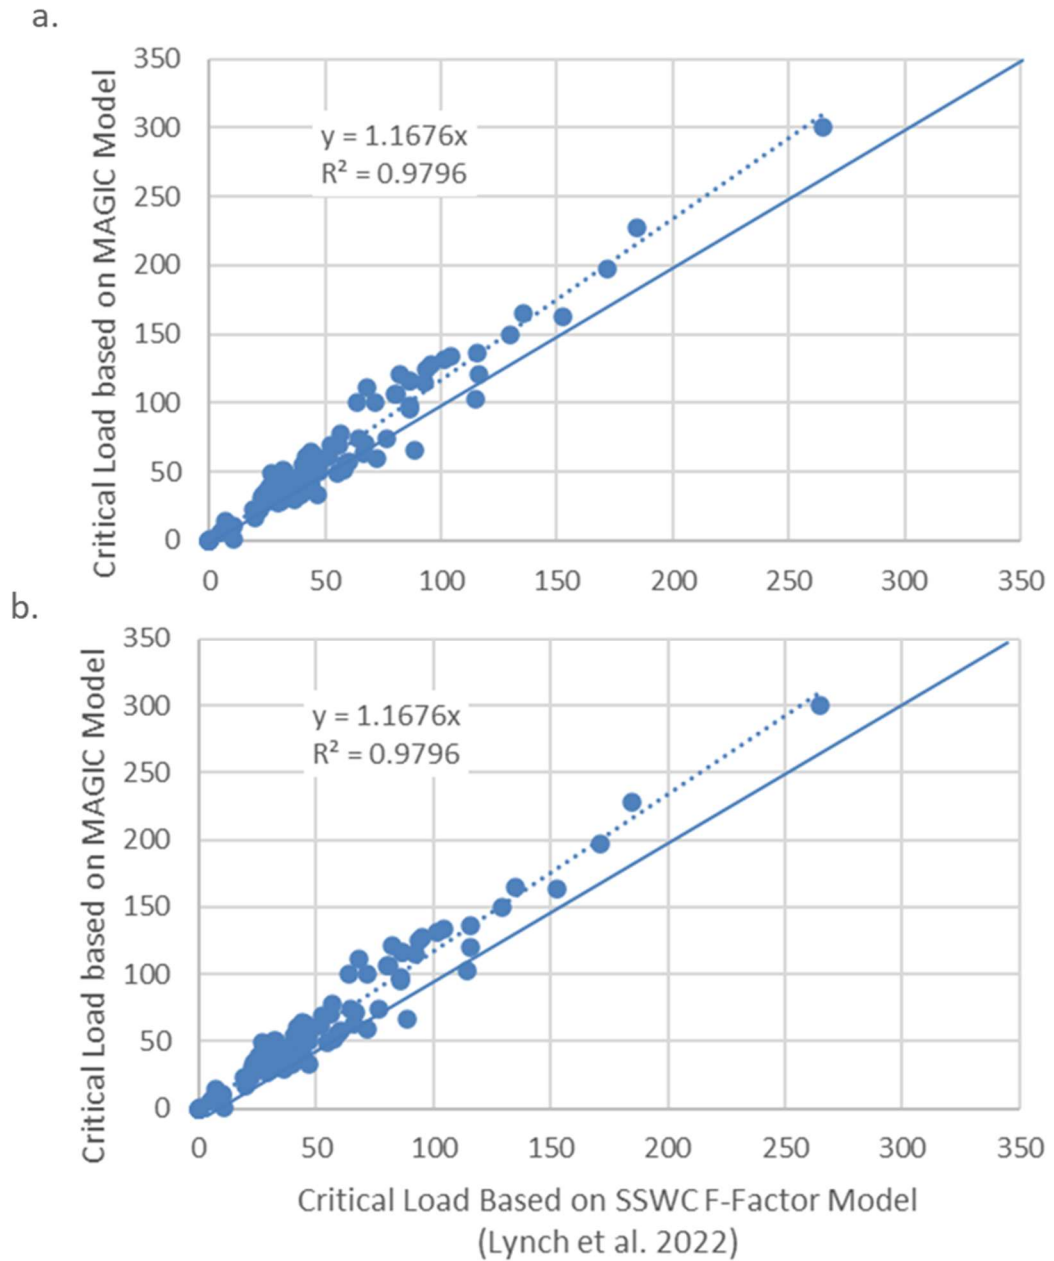 a.
Critical Load based on MAGIC Model
350
300
250
200
150
100
50
0
y = 1.1676x
R² = 0.9796
0 50 100 150 200 250 300 350
b.
Critical Load based on MAGIC Model
350
300
250
200
150
100
50
0
y = 1.1676x
R² = 0.9796
0 50 100 150 200 250 300 350
Critical Load Based on SSWC F-Factor Model
(Lynch et al. 2022)